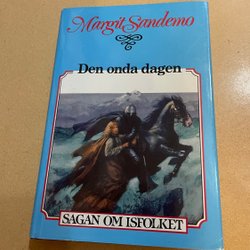 Margit Sandemo
Den onda dagen
SAGAN OM ISFOLKET